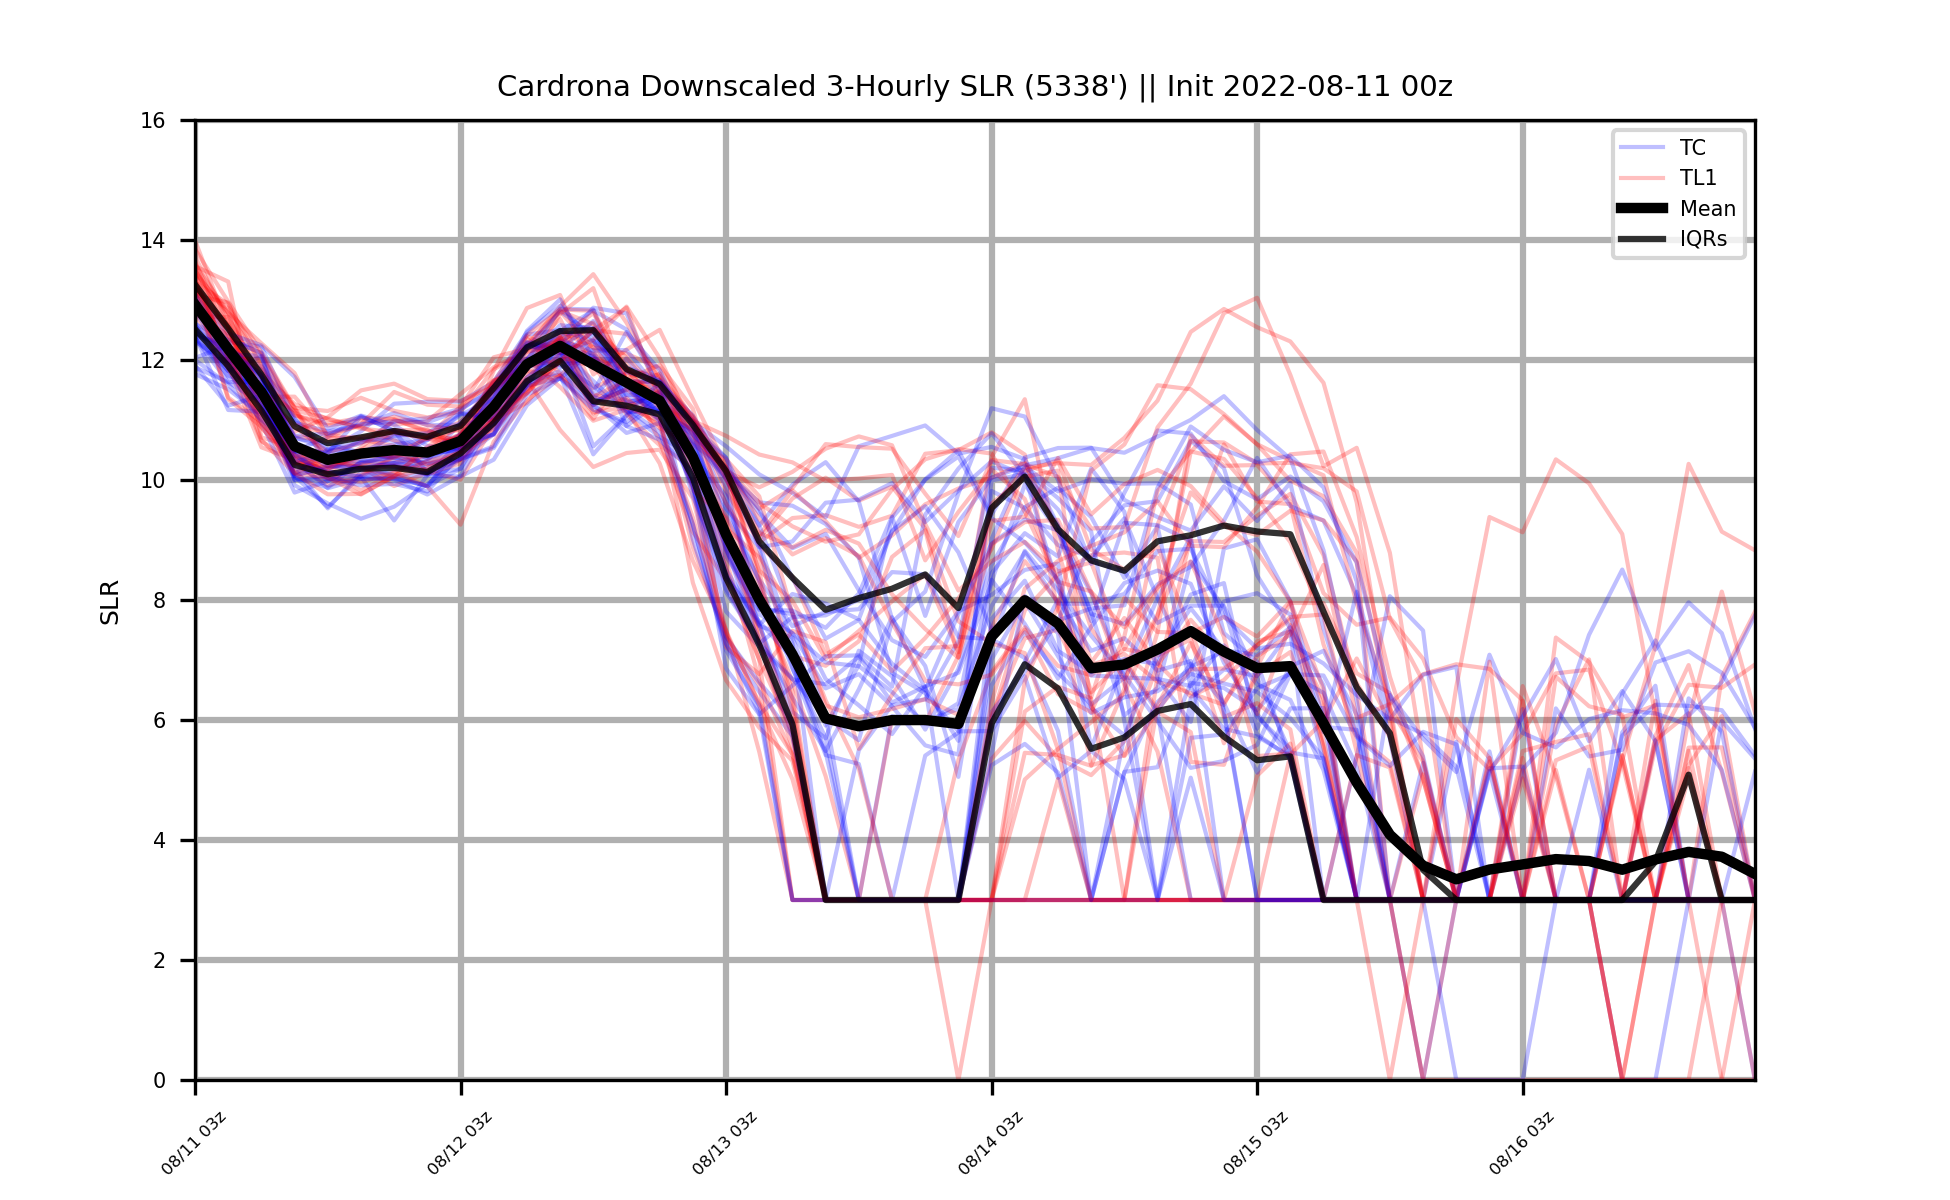 Cardrona Downscaled 3-Hourly SLR (5338') || Init 2022-08-11 00z
16
14
12
10
8
6
4
2
0
SLR
TC
TL1
Mean
IQRs
08/11 03z
08/12 03z
08/13 03z
08/14 03z
08/15 03z
08/16 03z